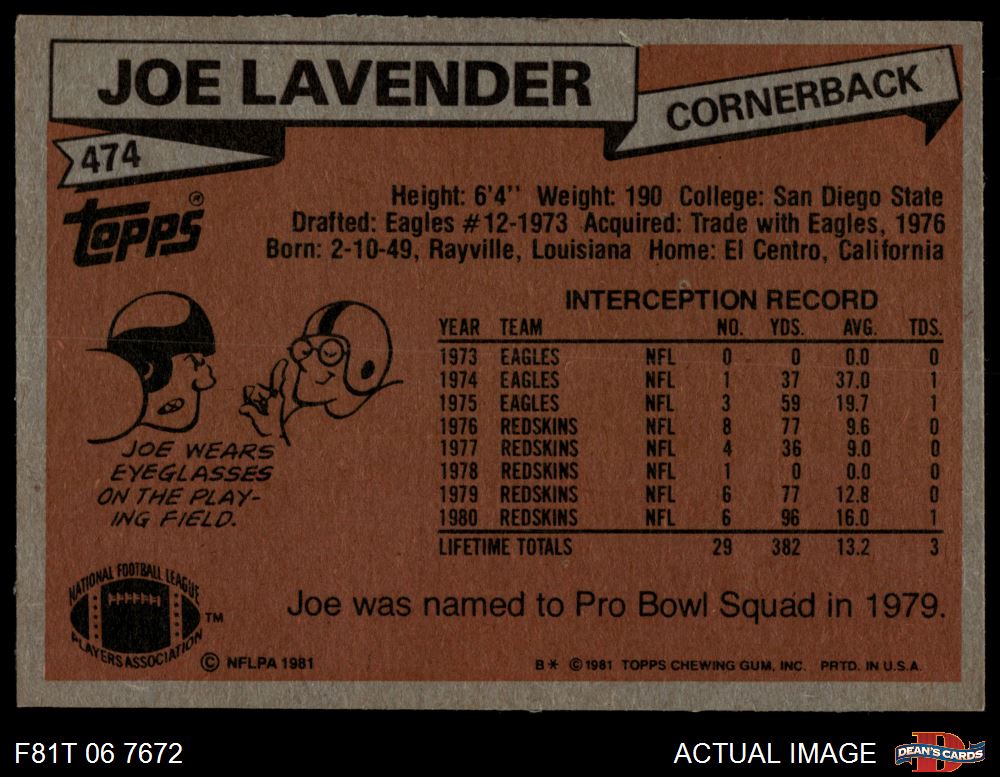 JOE LAVENDER
CORNERBACK
474
TOPPS®
Height: 6'4" Weight: 190 College: San Diego State
Drafted: Eagles #12-1973 Acquired: Trade with Eagles, 1976
Born: 2-10-49, Rayville, Louisiana Home: El Centro, California
INTERCEPTION RECORD
YEAR TEAM NO. YDS. AVG. TDS.
1973 EAGLES NFL 0 0 0.0 0
1974 EAGLES NFL 1 37 37.0 1
1975 EAGLES NFL 3 59 19.7 1
1976 REDSKINS NFL 8 77 9.6 0
1977 REDSKINS NFL 4 36 9.0 0
1978 REDSKINS NFL 1 0 0.0 0
1979 REDSKINS NFL 6 77 12.8 0
1980 REDSKINS NFL 6 96 16.0 1
LIFETIME TOTALS 29 382 13.2 3
JOE WEARS
EYEGLASSES
ON THE PLAY-
ING FIELD.
Joe was named to Pro Bowl Squad in 1979.
NATIONAL FOOTBALL LEAGUE
PLAYERS ASSOCIATION
TM
© NFLPA 1981
B* © 1981 TOPPS CHEWING GUM, INC. PRTD. IN U.S.A.
F81T 06 7672
ACTUAL IMAGE
D
DEAN'S CARDS